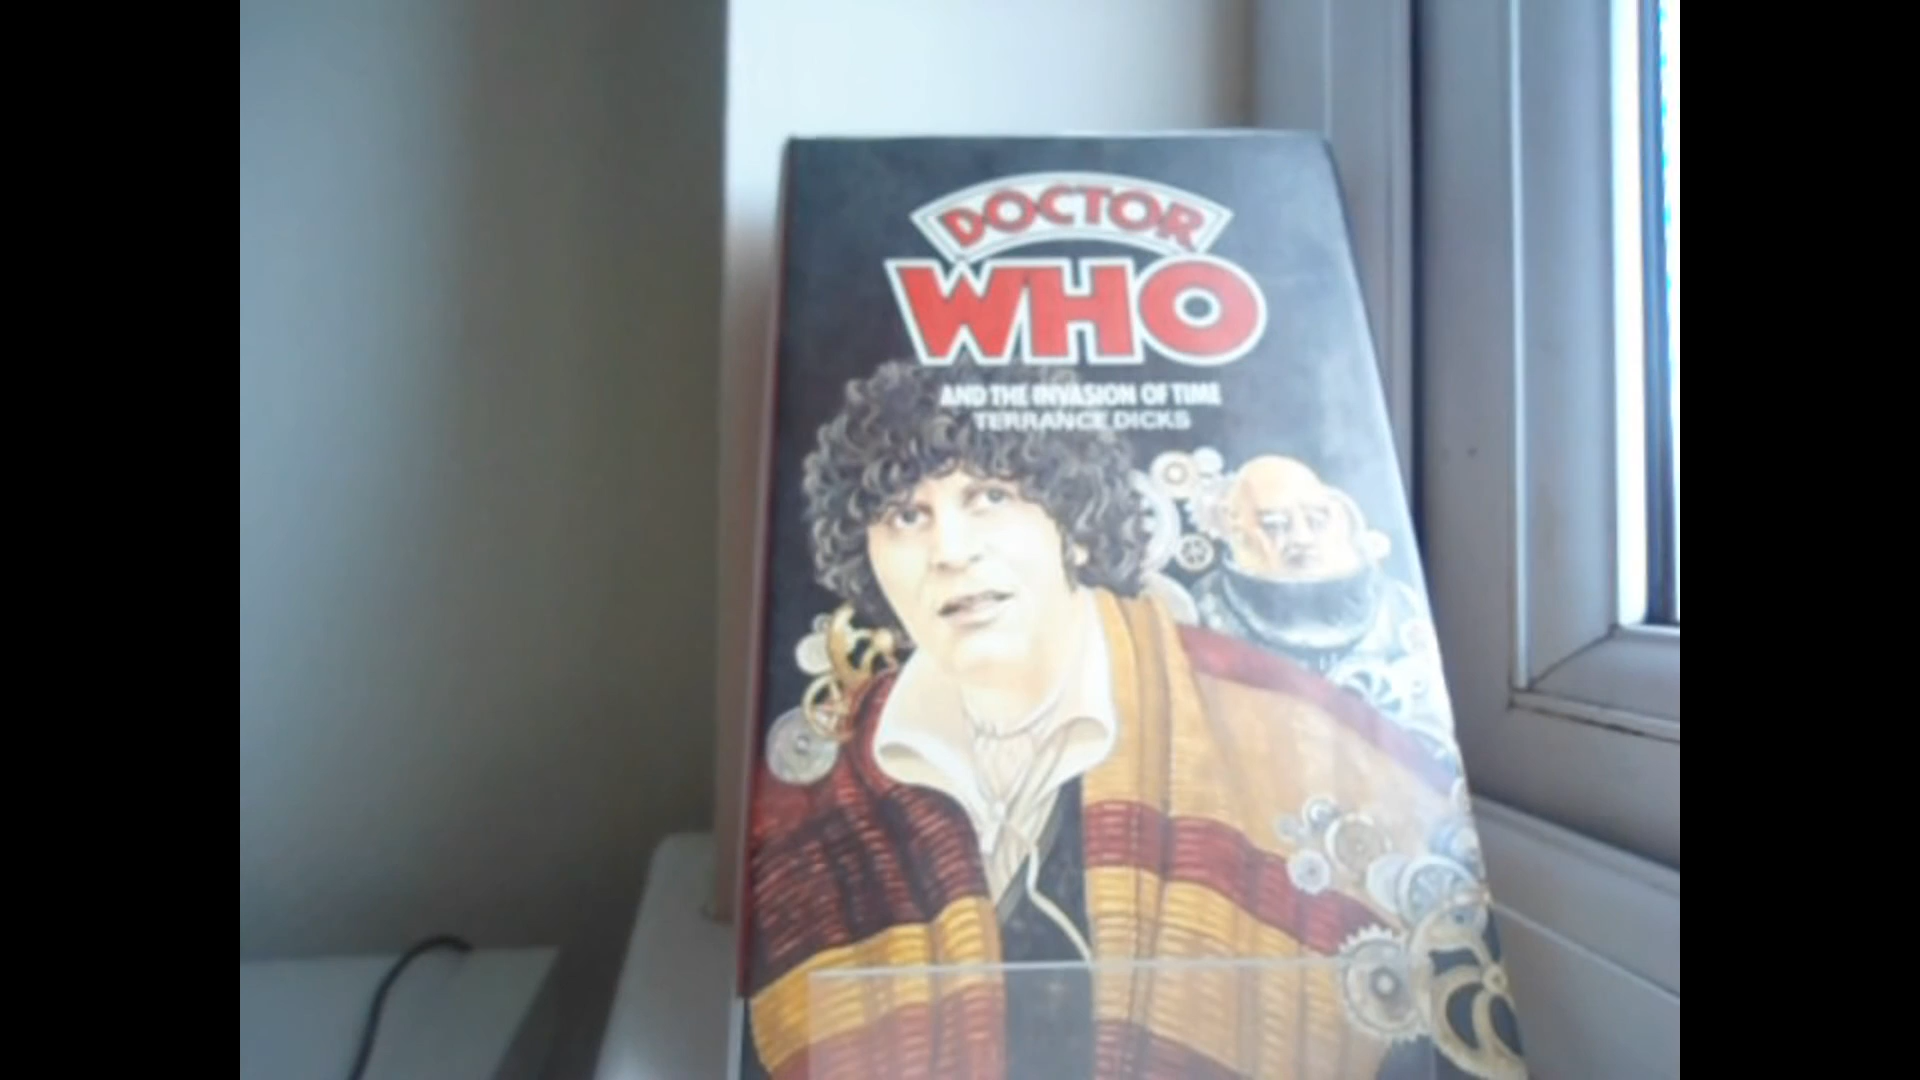 DOCTOR
WHO
AND THE INVASION OF TIME
TERRANCE DICKS